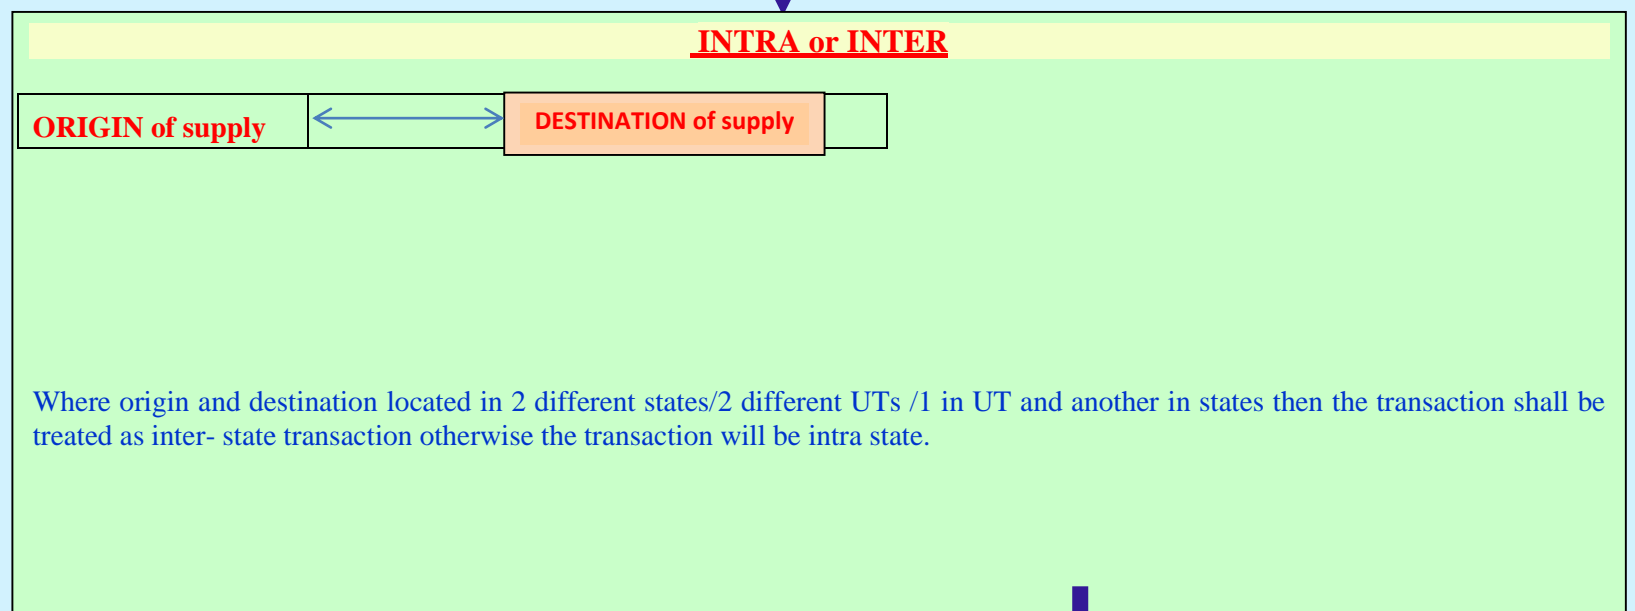 INTRA or INTER
ORIGIN of supply
DESTINATION of supply
Where origin and destination located in 2 different states/2 different UTs /1 in UT and another in states then the transaction shall be
treated as inter- state transaction otherwise the transaction will be intra state.